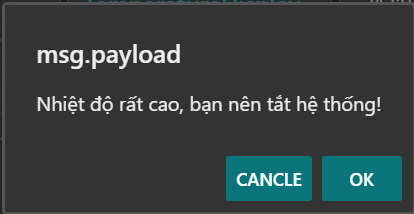 msg.payload
Nhiệt độ rất cao, bạn nên tắt hệ thống!
CANCLE OK